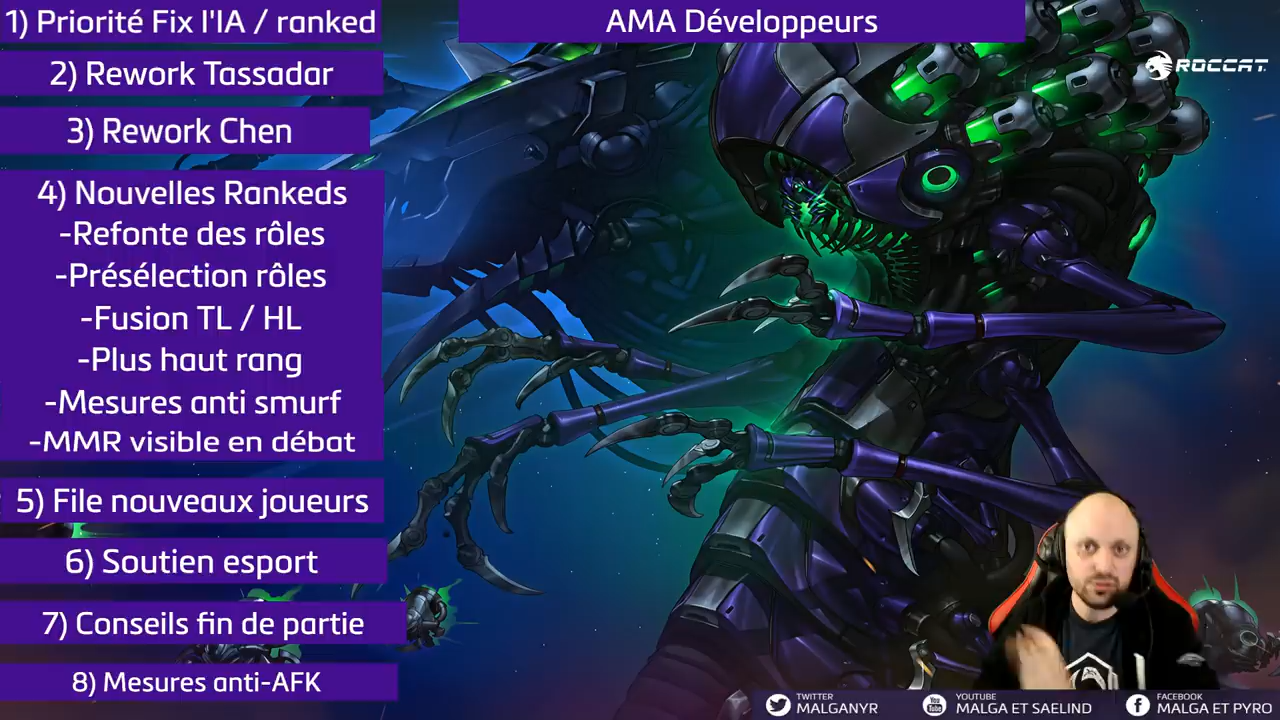 1) Priorité Fix l'IA / ranked
AMA Développeurs
ROCCAT
2) Rework Tassadar
3) Rework Chen
4) Nouvelles Rankeds
-Refonte des rôles
-Présélection rôles
-Fusion TL / HL
-Plus haut rang
-Mesures anti smurf
-MMR visible en débat
5) File nouveaux joueurs
6) Soutien esport
7) Conseils fin de partie
8) Mesures anti-AFK
TWITTER
MALGANYR
You Tube
YOUTUBE
MALGA ET SAELIND
FACEBOOK
MALGA ET PYRO